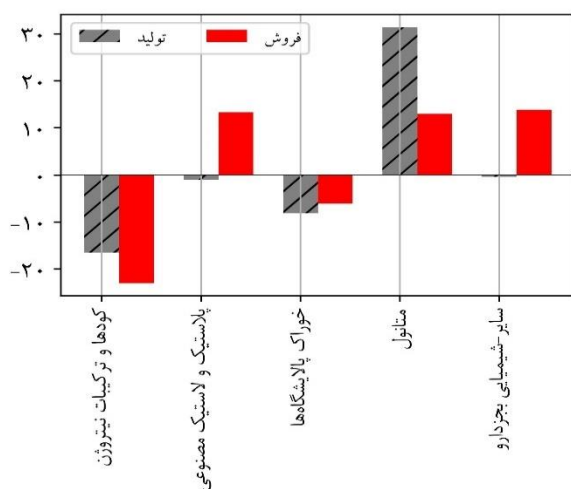 تولید
فروش
۳۰
۲۰
۱۰
۰
-۱۰
-۲۰
کودها و ترکیبات نیتروژن
پلاستیک و لاستیک مصنوعی
خوراک پالایشگاه‌ها
متانول
سایر-شیمیایی بجزدارو